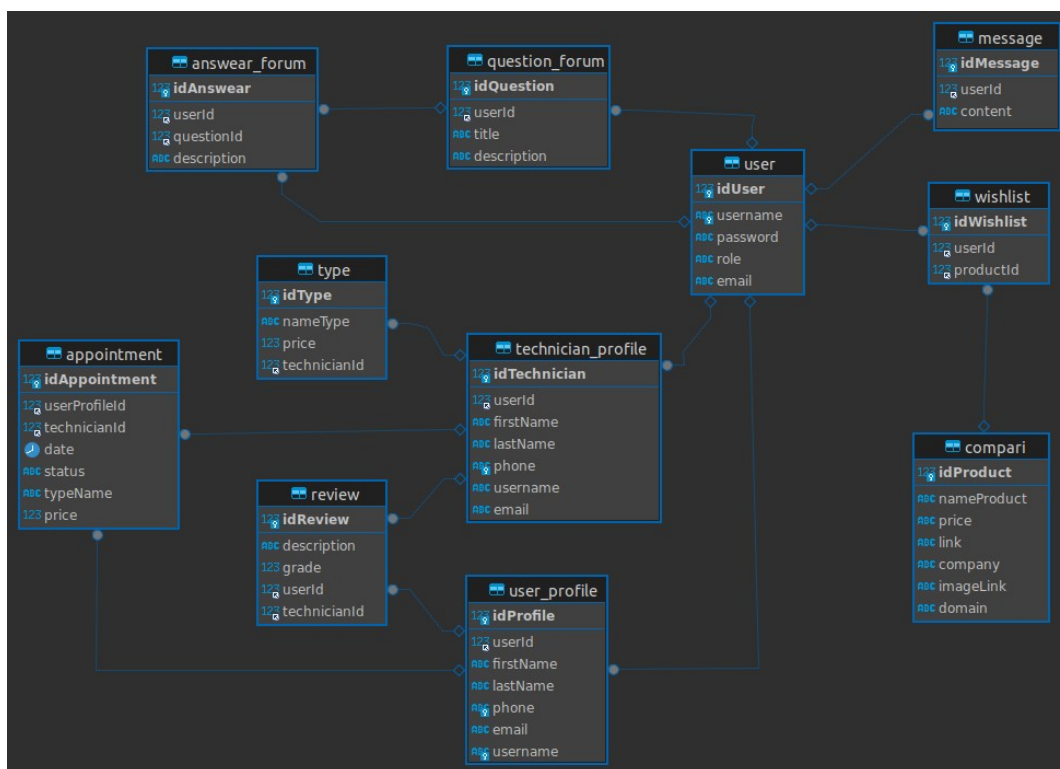 answear_forum
idAnswear
userId
questionId
description
question_forum
idQuestion
userId
title
description
message
idMessage
userId
content
user
idUser
username
password
role
email
wishlist
idWishlist
userId
productId
type
idType
nameType
price
technicianId
appointment
idAppointment
userProfileId
technicianId
date
status
typeName
price
technician_profile
idTechnician
userId
firstName
lastName
phone
username
email
review
idReview
description
grade
userId
technicianId
user_profile
idProfile
userId
firstName
lastName
phone
email
username
compari
idProduct
nameProduct
price
link
company
imageLink
domain